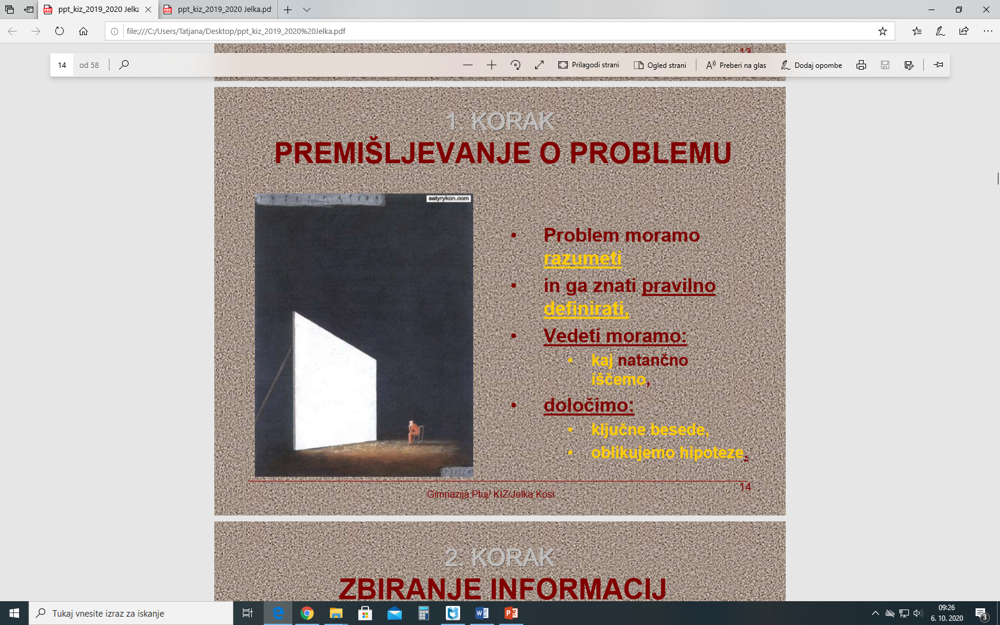 ppt_kiz_2019_2020 Jelka
ppt_kiz_2019_2020 Jelka.pd
file:///C:/Users/Tatjana/Desktop/ppt_kiz_2019_2020%20Jelka.pdf
13
14 od 58
Prilagodi strani
Ogled strani
Preberi na glas
Dodaj opombe
1. KORAK
PREMIŠLJEVANJE O PROBLEMU
satyrykon.com
• Problem moramo
razumeti
• in ga znati pravilno
definirati.
• Vedeti moramo:
• kaj natančno
iščemo,
• določimo:
• ključne besede,
• oblikujemo hipoteze.
Gimnazija Ptuj/ KIZ/Jelka Kosi
14
2. KORAK
ZBIRANJE INFORMACIJ
Tukaj vnesite izraz za iskanje
09:26
6. 10. 2020
3